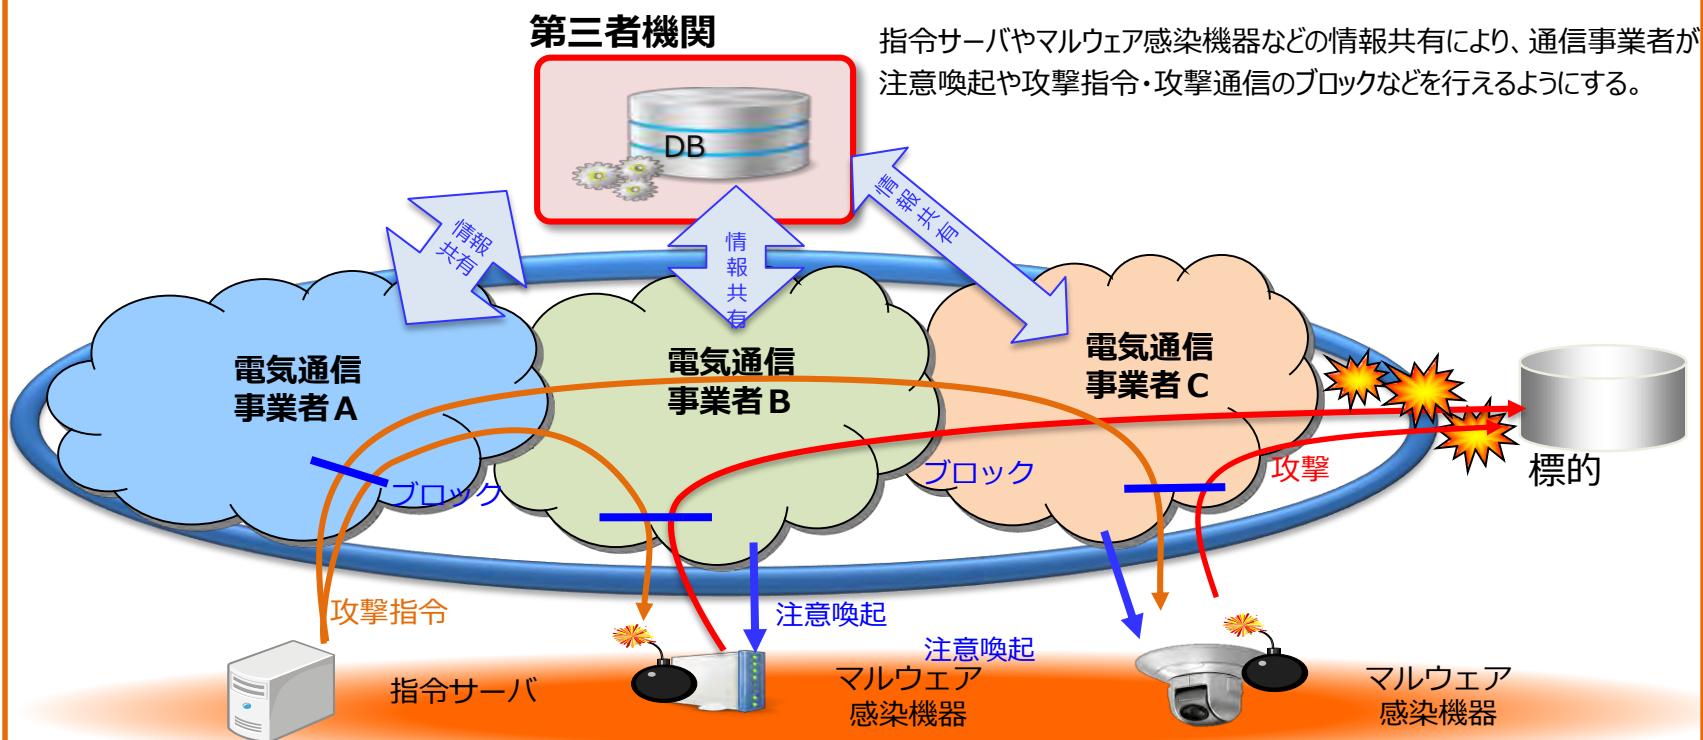 第三者機関
指令サーバやマルウェア感染機器などの情報共有により、通信事業者が
注意喚起や攻撃指令・攻撃通信のブロックなどを行えるようにする。
DB
情報
共有
情
報
共
有
情報共有
電気通信
事業者A
電気通信
事業者B
電気通信
事業者C
ブロック
ブロック
攻撃
標的
攻撃指令
注意喚起
注意喚起
指令サーバ
マルウェア
感染機器
マルウェア
感染機器